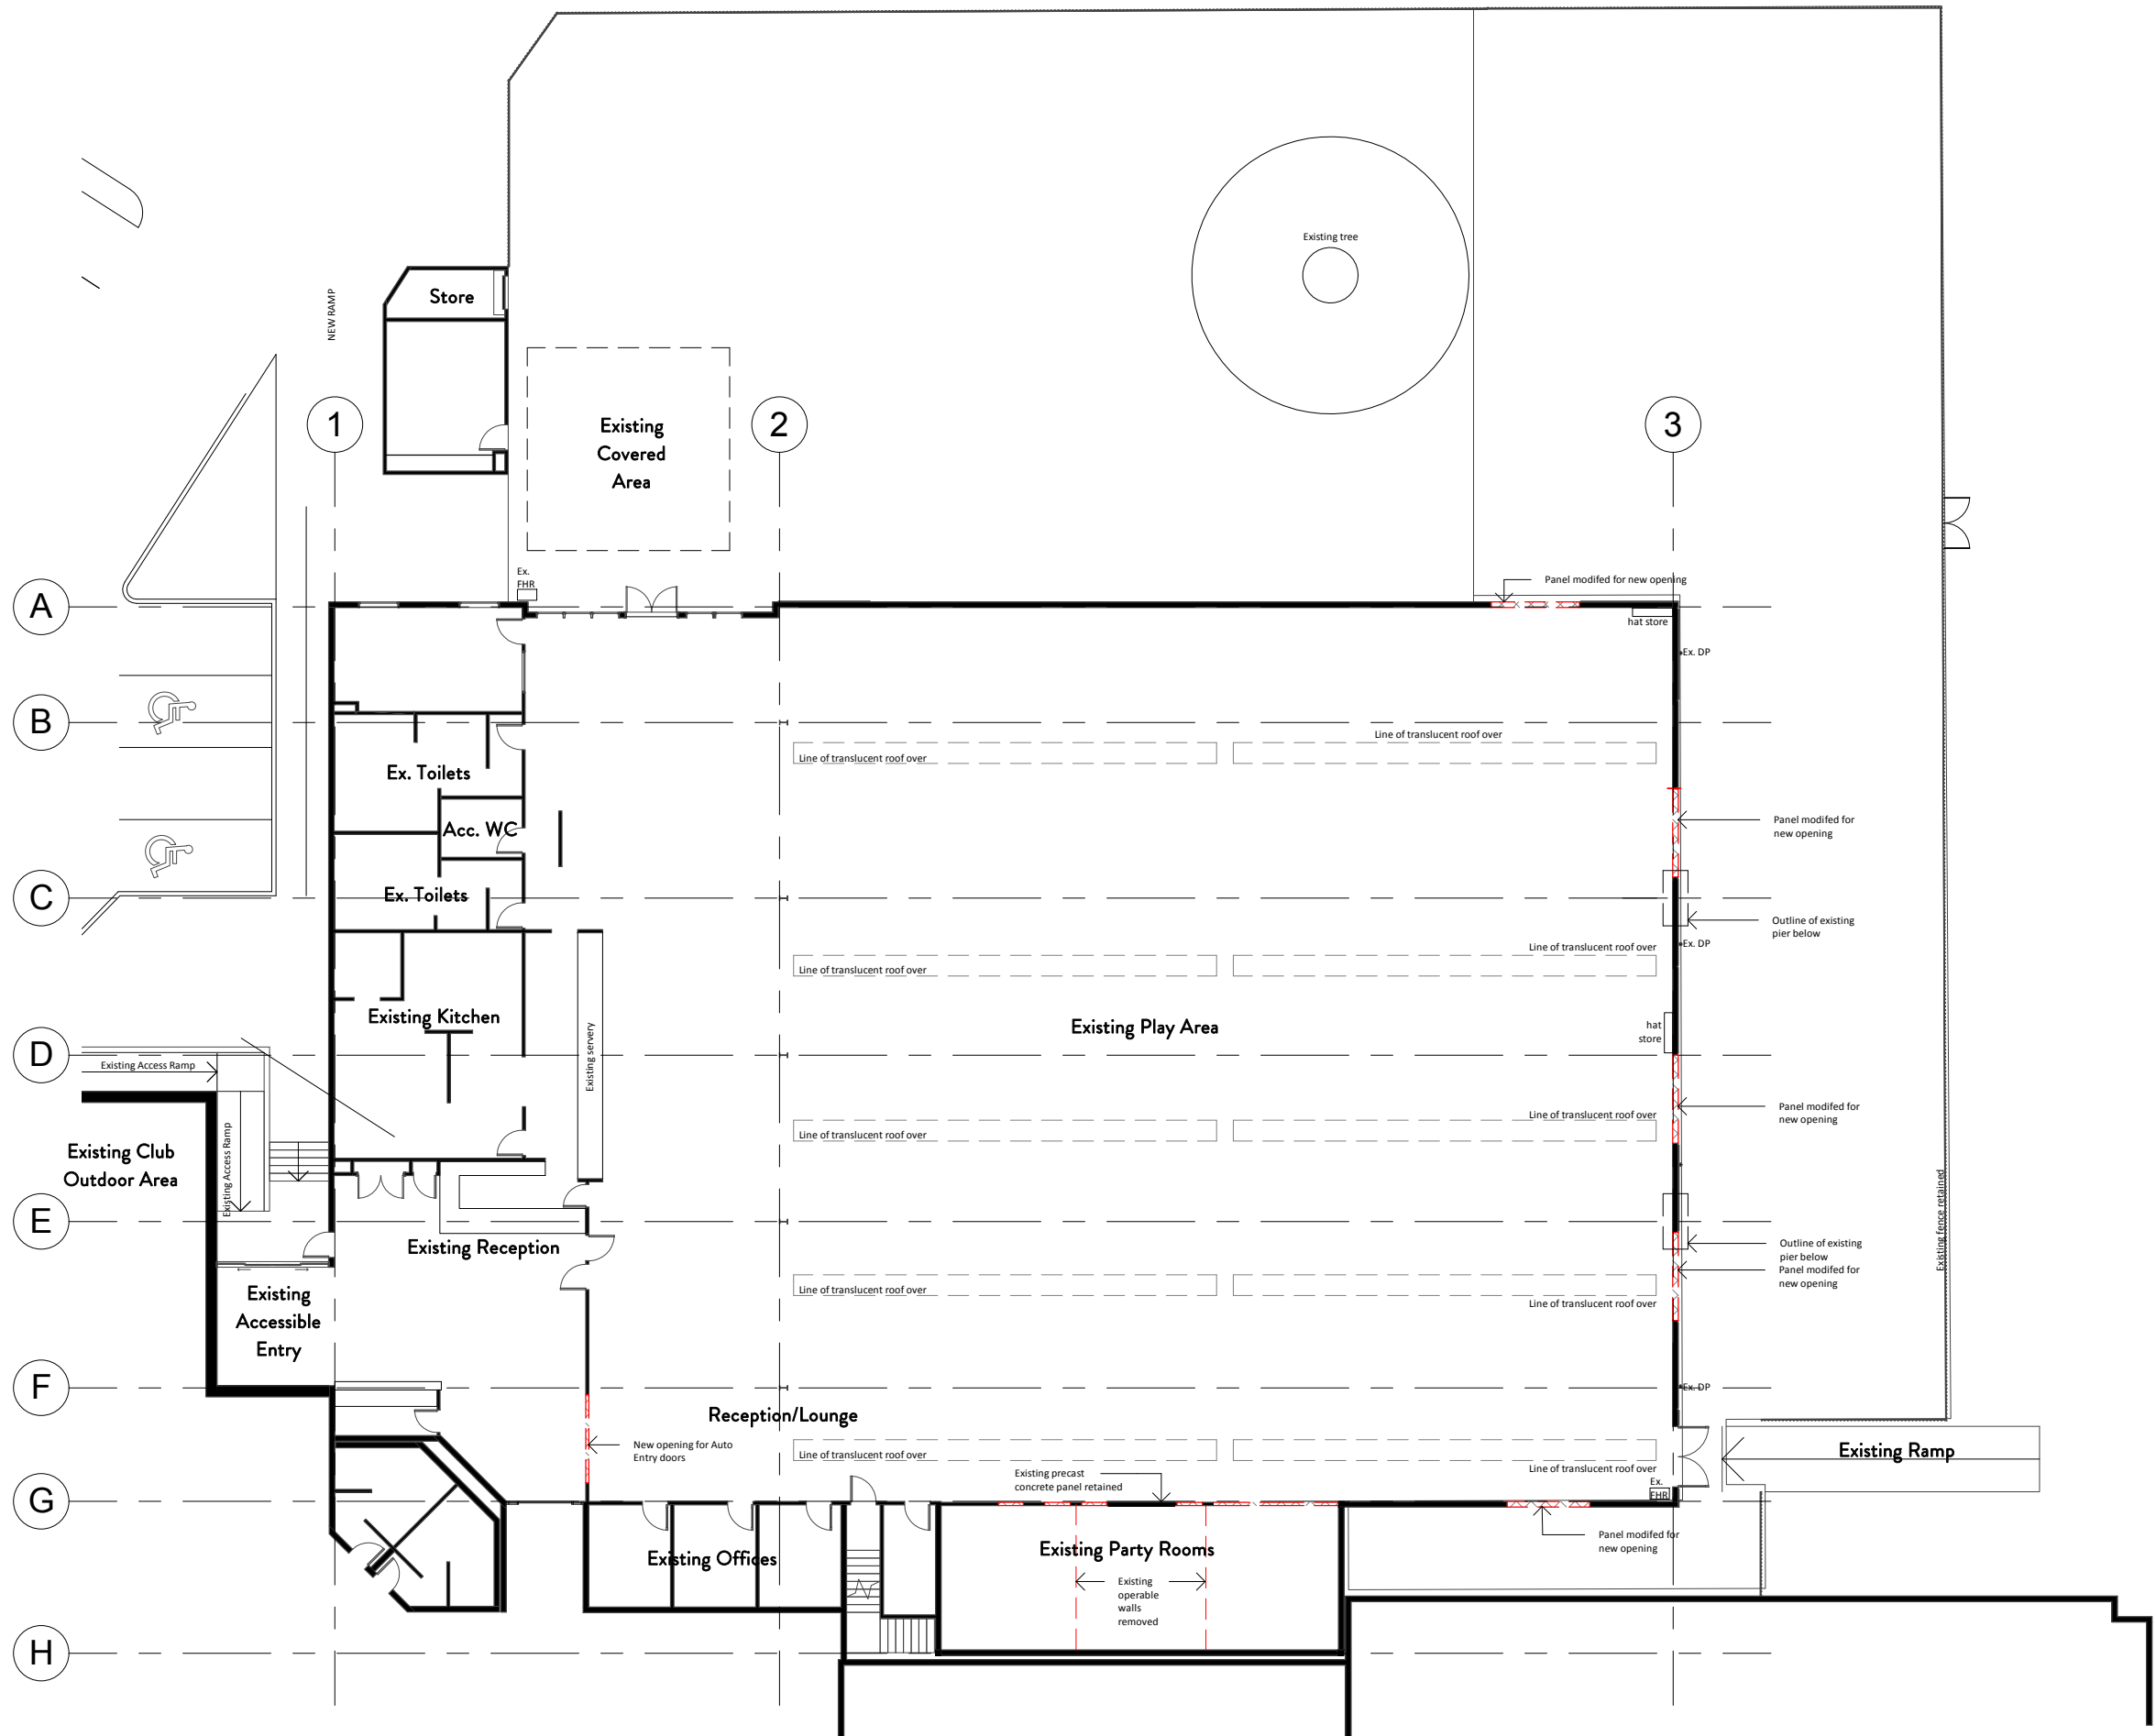 Existing tree
NEW RAMP
Store
1
Existing
Covered
Area
2
3
Ex.
FHR
Panel modifed for new opening
A
hat store
Ex. DP
B
Line of translucent roof over
Line of translucent roof over
Ex. Toilets
Acc. WC
Panel modifed for
new opening
Ex. Toilets
C
Outline of existing
pier below
Ex. DP
Line of translucent roof over
Line of translucent roof over
Existing Kitchen
Existing servery
Existing Play Area
hat
store
D
Existing Access Ramp
Panel modifed for
new opening
Line of translucent roof over
Line of translucent roof over
Existing Club
Outdoor Area
Existing Access Ramp
E
Existing Reception
Existing fence retained
Outline of existing
pier below
Panel modifed for
new opening
Line of translucent roof over
Line of translucent roof over
Existing
Accessible
Entry
F
Ex. DP
Reception/Lounge
New opening for Auto
Entry doors
Line of translucent roof over
Line of translucent roof over
Existing Ramp
Existing precast
concrete panel retained
Ex.
FHR
G
Panel modifed for
new opening
Existing Offices
Existing Party Rooms
Existing
operable
walls
removed
H